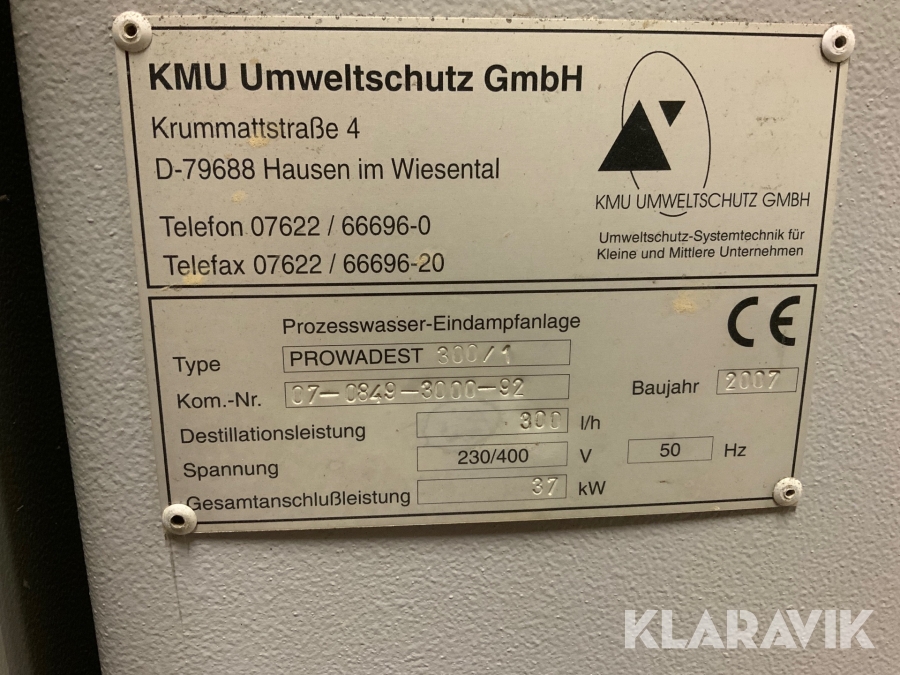 KMU Umweltschutz GmbH
Krummattstraße 4
D-79688 Hausen im Wiesental
Telefon 07622 / 66696-0
Telefax 07622 / 66696-20
KMU UMWELTSCHUTZ GMBH
Umweltschutz-Systemtechnik für
Kleine und Mittlere Unternehmen
Prozesswasser-Eindampfanlage
CE
Type PROWADEST 300/1
Kom.-Nr. 07-0849-3000-92 Baujahr 2007
Destillationsleistung 300 l/h
Spannung 230/400 V 50 Hz
Gesamtanschlußleistung 37 kW
KLARAVIK